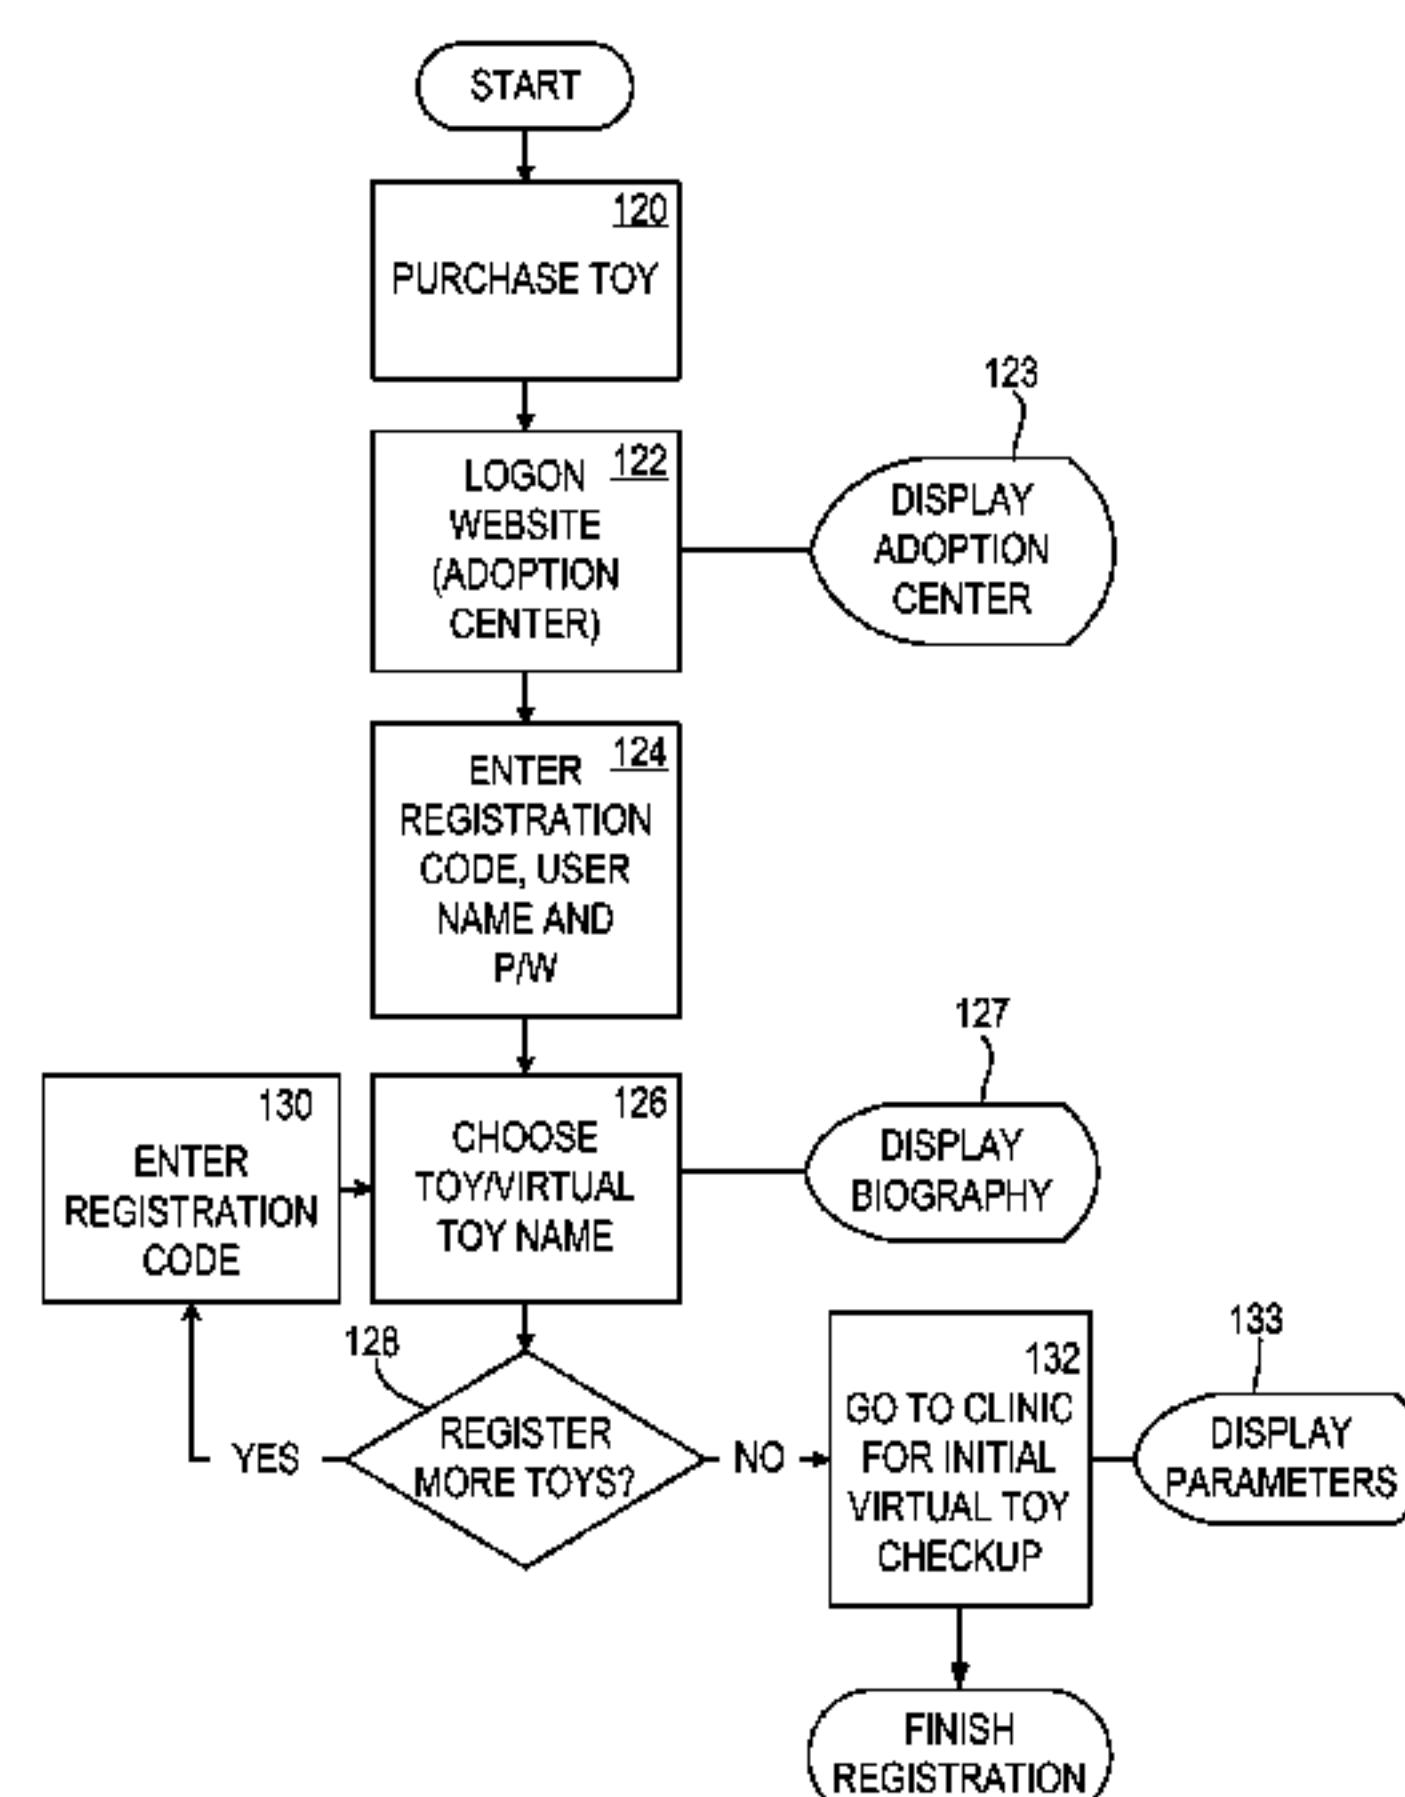 START
120
PURCHASE TOY
122
LOGON
WEBSITE
(ADOPTION
CENTER)
123
DISPLAY
ADOPTION
CENTER
124
ENTER
REGISTRATION
CODE, USER
NAME AND
P/W
130
ENTER
REGISTRATION
CODE
126
CHOOSE
TOY/VIRTUAL
TOY NAME
127
DISPLAY
BIOGRAPHY
128
REGISTER
MORE TOYS?
YES
NO
132
GO TO CLINIC
FOR INITIAL
VIRTUAL TOY
CHECKUP
133
DISPLAY
PARAMETERS
FINISH
REGISTRATION